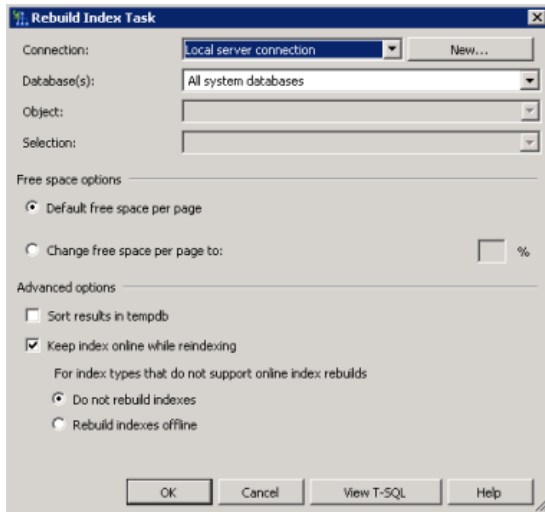 Rebuild Index Task
Connection: Local server connection New...
Database(s): All system databases
Object:
Selection:
Free space options
Default free space per page
Change free space per page to: %
Advanced options
Sort results in tempdb
Keep index online while reindexing
For index types that do not support online index rebuilds
Do not rebuild indexes
Rebuild indexes offline
OK Cancel View T-SQL Help